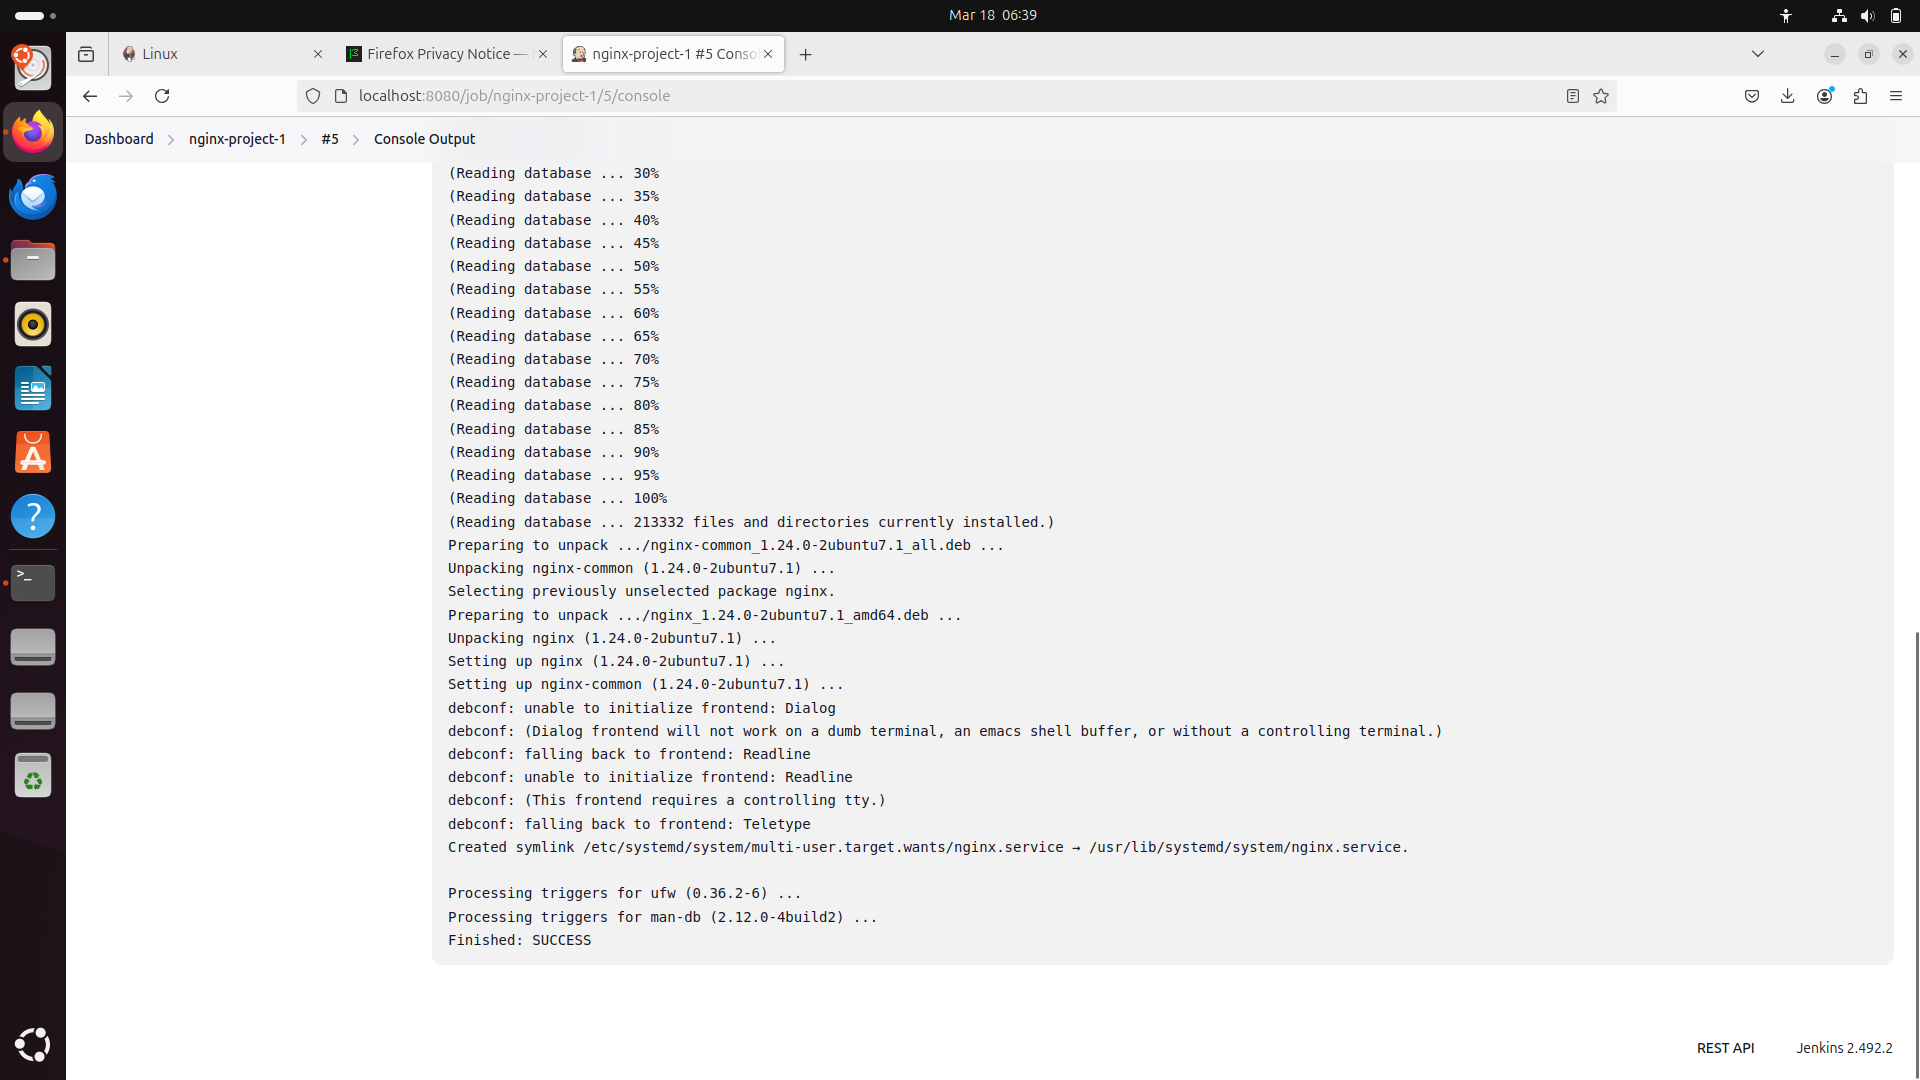 Mar 18 06:39
Linux
Firefox Privacy Notice —
nginx-project-1 #5 Conso
localhost:8080/job/nginx-project-1/5/console
Dashboard
nginx-project-1
#5
Console Output
(Reading database ... 30%
(Reading database ... 35%
(Reading database ... 40%
(Reading database ... 45%
(Reading database ... 50%
(Reading database ... 55%
(Reading database ... 60%
(Reading database ... 65%
(Reading database ... 70%
(Reading database ... 75%
(Reading database ... 80%
(Reading database ... 85%
(Reading database ... 90%
(Reading database ... 95%
(Reading database ... 100%
(Reading database ... 213332 files and directories currently installed.)
Preparing to unpack .../nginx-common_1.24.0-2ubuntu7.1_all.deb ...
Unpacking nginx-common (1.24.0-2ubuntu7.1) ...
Selecting previously unselected package nginx.
Preparing to unpack .../nginx_1.24.0-2ubuntu7.1_amd64.deb ...
Unpacking nginx (1.24.0-2ubuntu7.1) ...
Setting up nginx (1.24.0-2ubuntu7.1) ...
Setting up nginx-common (1.24.0-2ubuntu7.1) ...
debconf: unable to initialize frontend: Dialog
debconf: (Dialog frontend will not work on a dumb terminal, an emacs shell buffer, or without a controlling terminal.)
debconf: falling back to frontend: Readline
debconf: unable to initialize frontend: Readline
debconf: (This frontend requires a controlling tty.)
debconf: falling back to frontend: Teletype
Created symlink /etc/systemd/system/multi-user.target.wants/nginx.service → /usr/lib/systemd/system/nginx.service.
Processing triggers for ufw (0.36.2-6) ...
Processing triggers for man-db (2.12.0-4build2) ...
Finished: SUCCESS
REST API
Jenkins 2.492.2